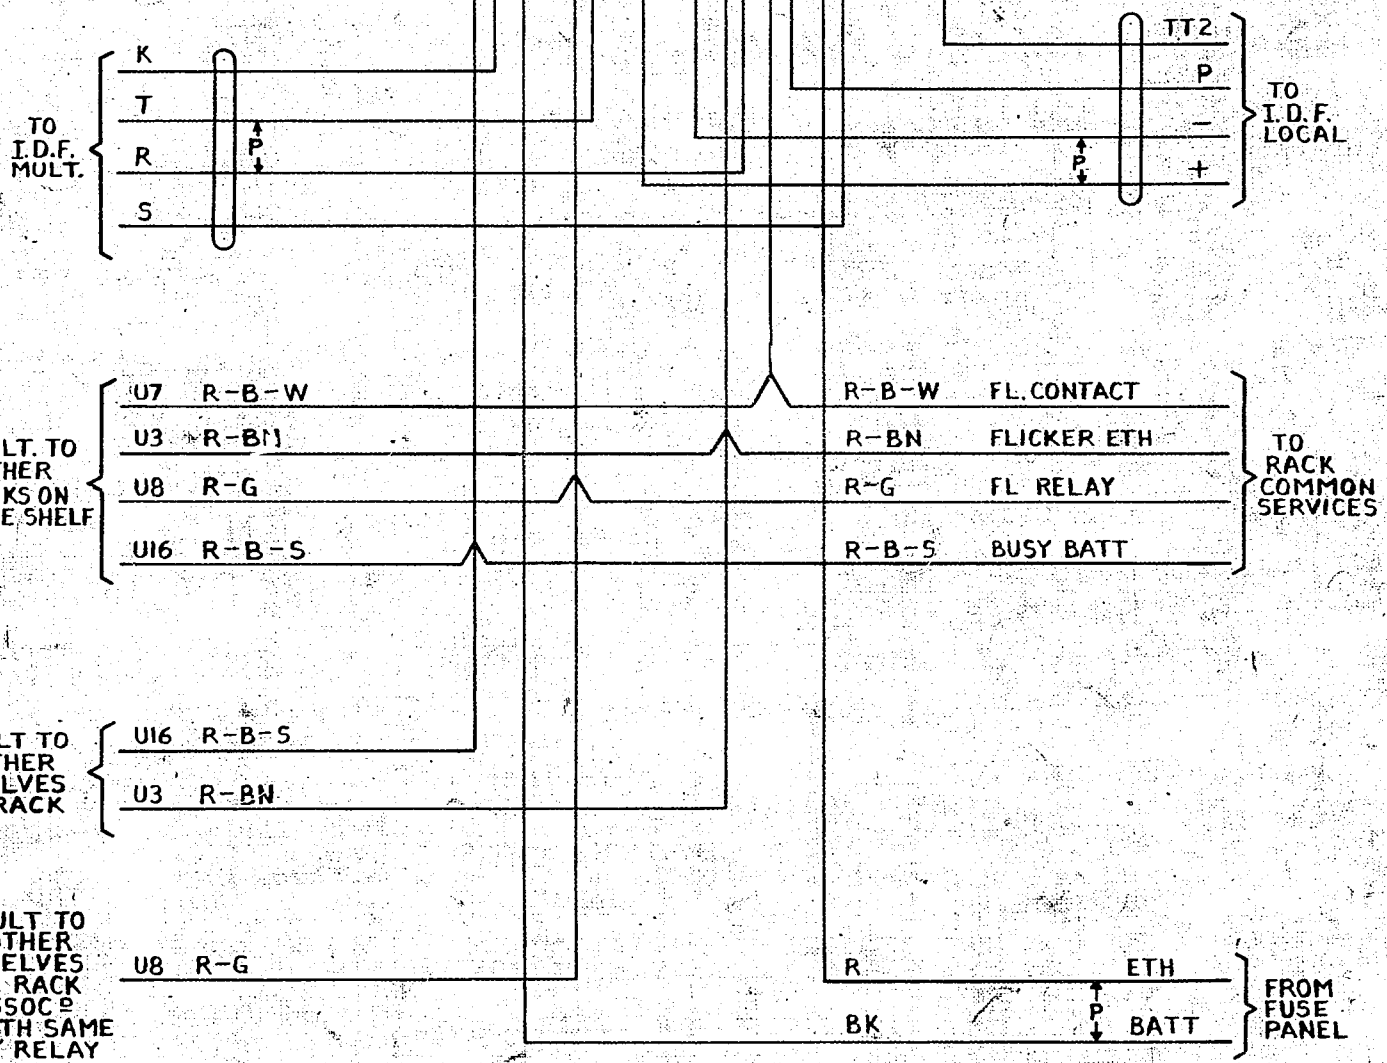 K
T
P
R
S
TO
I.D.F.
MULT.
TT2
P
—
P
+
TO
I.D.F.
LOCAL
U7 R-B-W
U3 R-BN
U8 R-G
U16 R-B-S
LT. TO
HER
KS ON
E SHELF
R-B-W FL. CONTACT
R-BN FLICKER ETH
R-G FL RELAY
R-B-S BUSY BATT
TO
RACK
COMMON
SERVICES
U16 R-B-S
U3 R-BN
LT TO
HER
LVES
RACK
ULT TO
THER
ELVES
RACK
SSOCD
TH SAME
RELAY
U8 R-G
R ETH
P
BK BATT
FROM
FUSE
PANEL